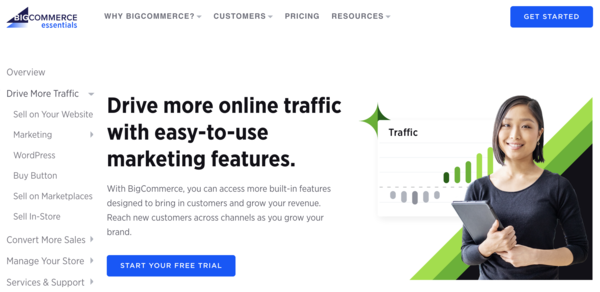 BIGCOMMERCE
essentials
WHY BIGCOMMERCE?
CUSTOMERS
PRICING
RESOURCES
GET STARTED
Overview
Drive More Traffic
Sell on Your Website
Marketing
WordPress
Buy Button
Sell on Marketplaces
Sell In-Store
Convert More Sales
Manage Your Store
Services & Support
Drive more online traffic
with easy-to-use
marketing features.
With BigCommerce, you can access more built-in features
designed to bring in customers and grow your revenue.
Reach new customers across channels as you grow your
brand.
START YOUR FREE TRIAL
Traffic